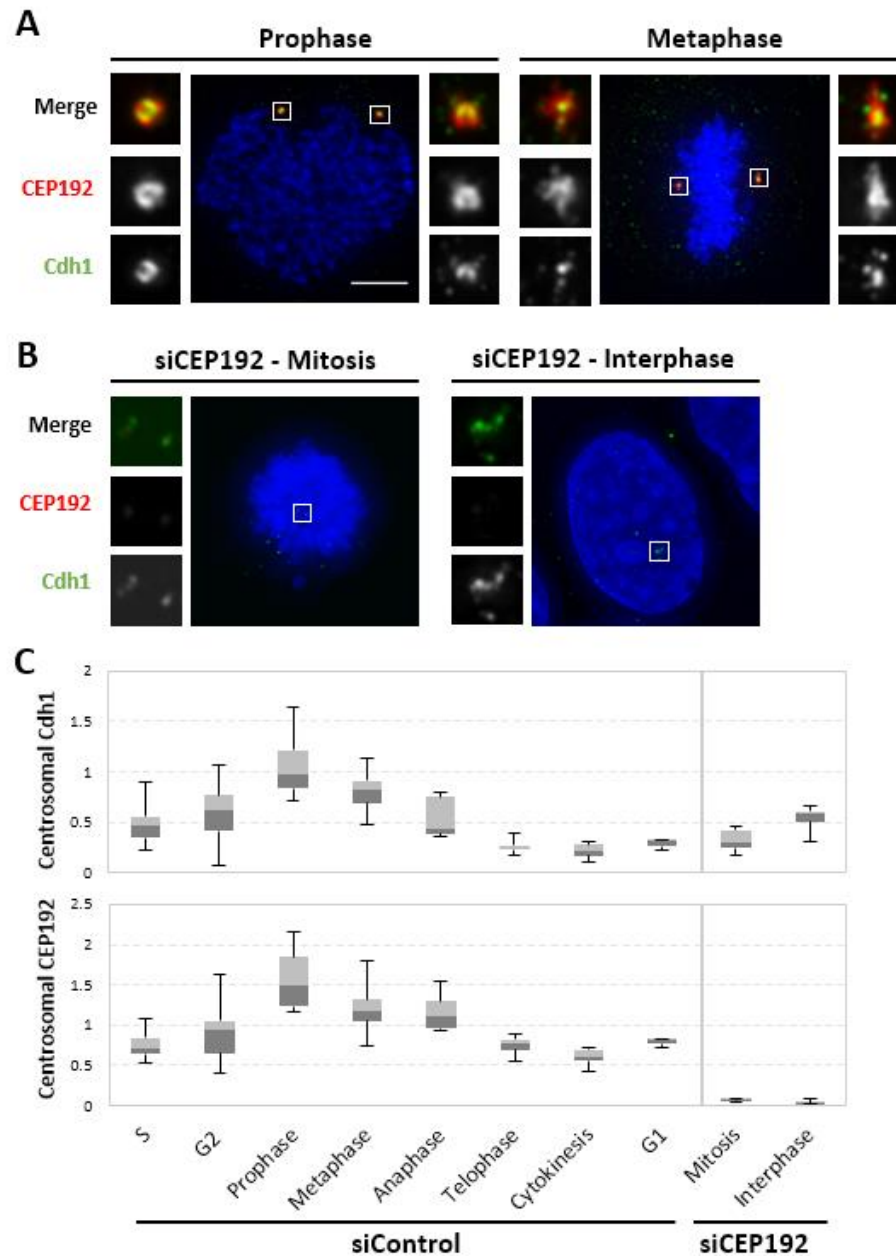 A
Prophase Metaphase
Merge
CEP192
Cdh1
B
siCEP192 - Mitosis siCEP192 - Interphase
Merge
CEP192
Cdh1
C
Centrosomal Cdh1
2
1.5
1
0.5
0
Centrosomal CEP192
2.5
2
1.5
1
0.5
0
S G2 Prophase Metaphase Anaphase Telophase Cytokinesis G1 Mitosis Interphase
siControl siCEP192